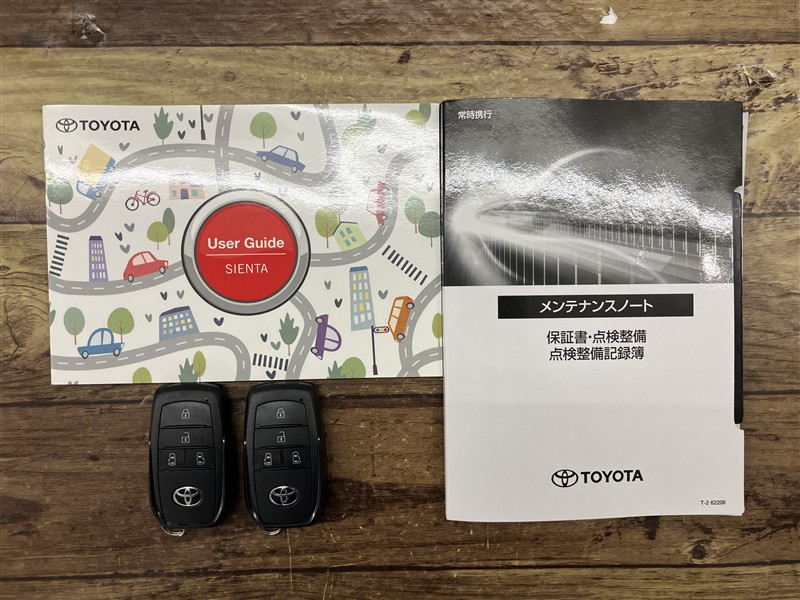 TOYOTA
User Guide
SIENTA
常時携行
メンテナンスノート
保証書・点検整備
点検整備記録簿
TOYOTA
T-2 62206